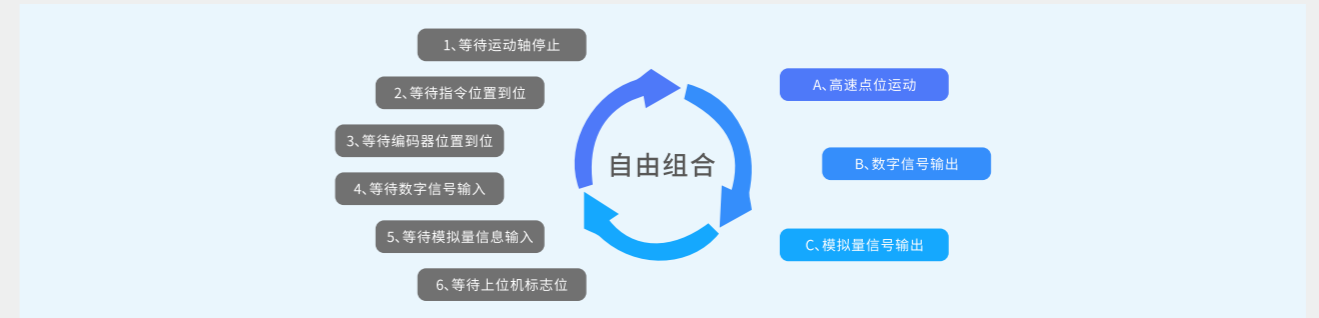 1、等待运动轴停止
2、等待指令位置到位
3、等待编码器位置到位
4、等待数字信号输入
5、等待模拟量信息输入
6、等待上位机标志位
自由组合
A、高速点位运动
B、数字信号输出
C、模拟量信号输出